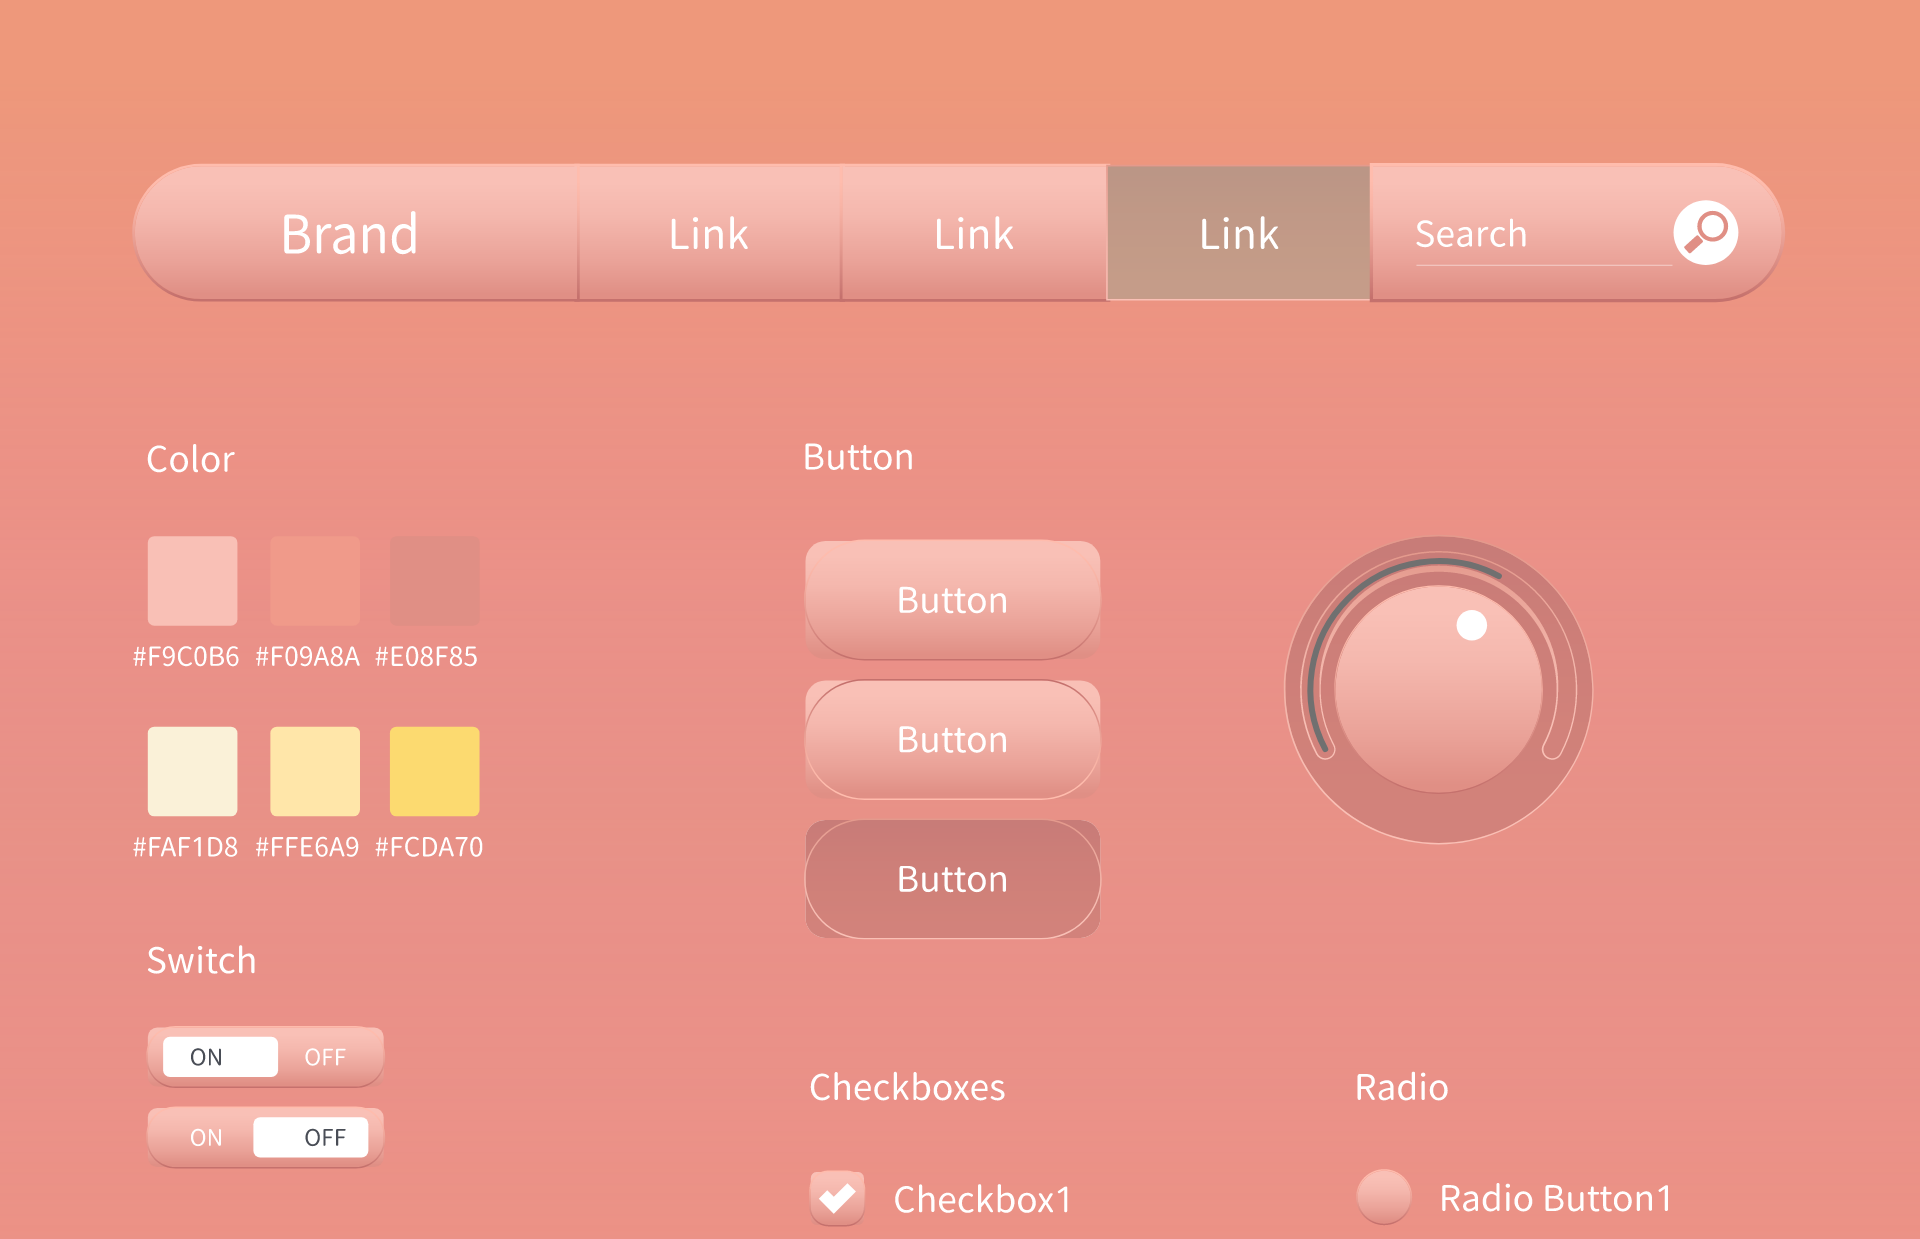 Brand Link Link Link Search
Color
Button
#F9C0B6 #F09A8A #E08F85
Button
Button
#FAF1D8 #FFE6A9 #FCDA70
Button
Switch
ON OFF
ON OFF
Checkboxes
Radio
Checkbox1
Radio Button1